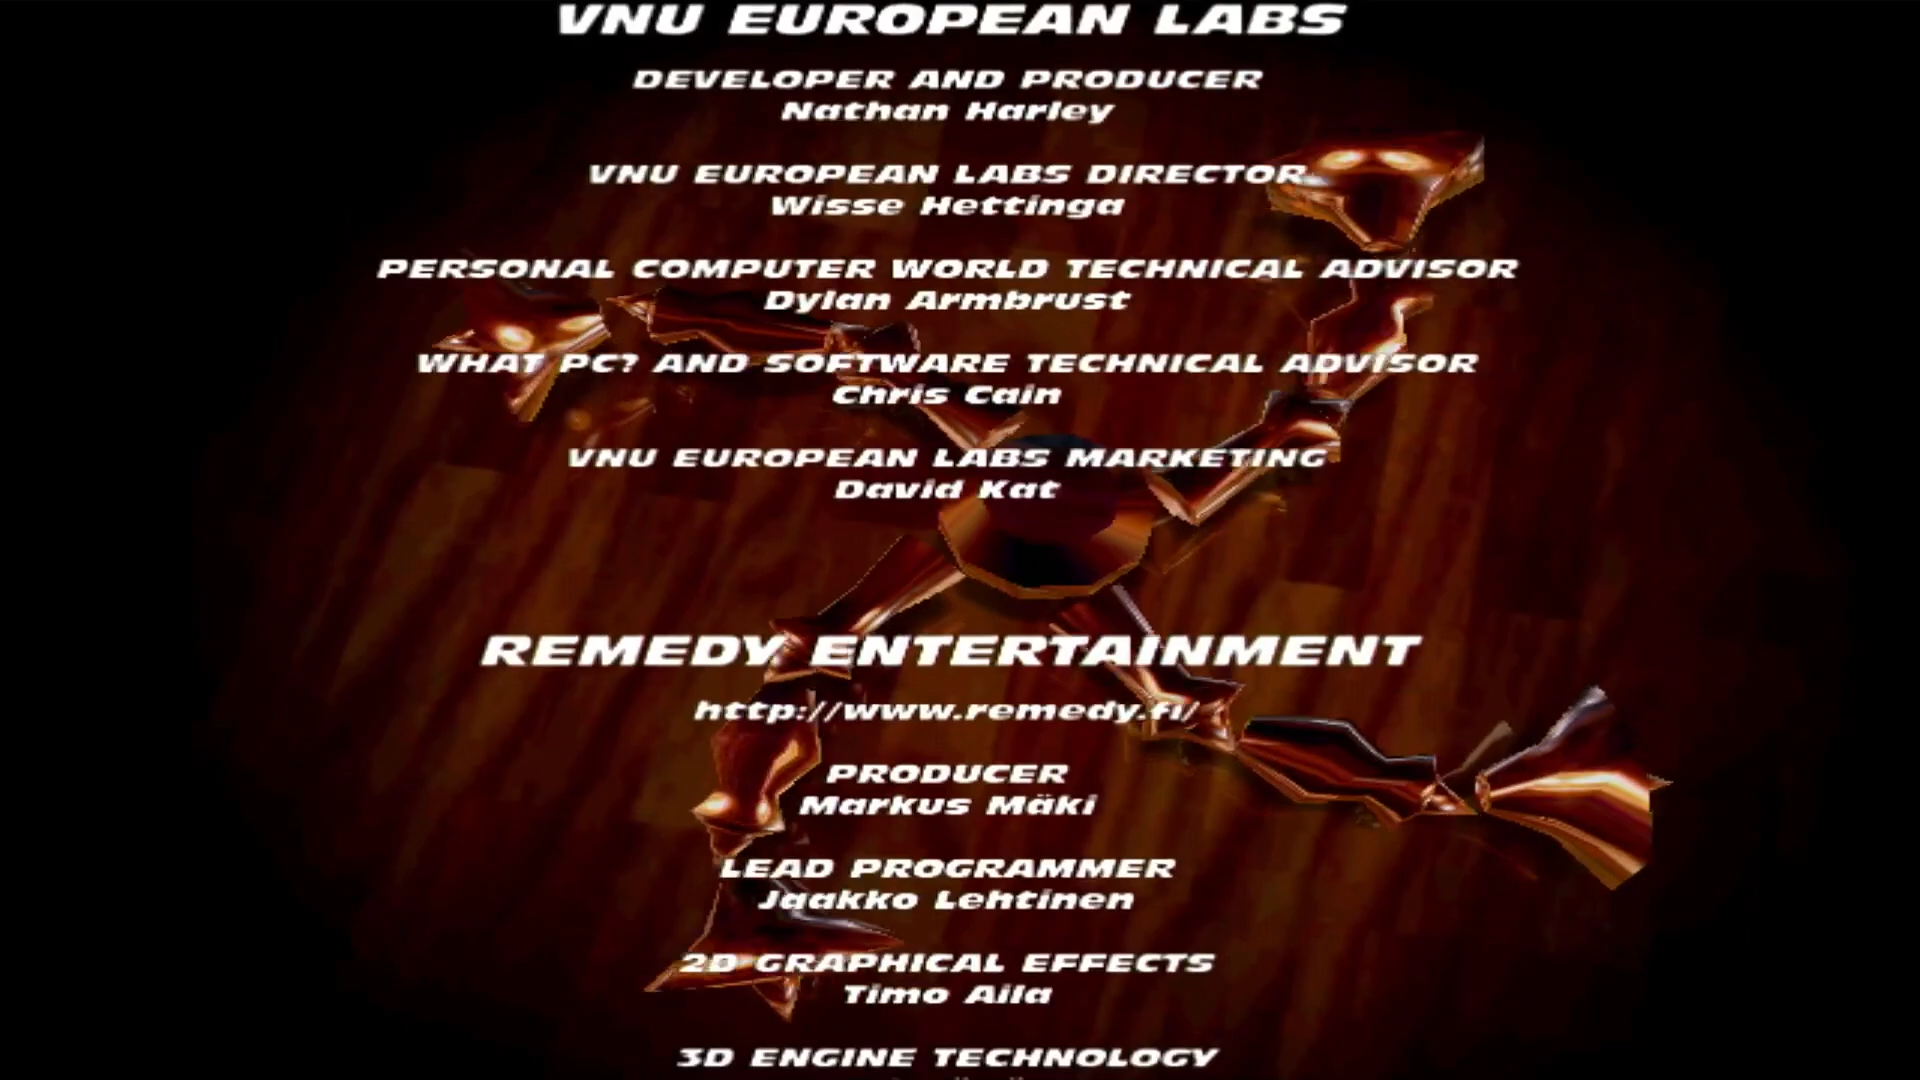 VNU EUROPEAN LABS
DEVELOPER AND PRODUCER
Nathan Harley
VNU EUROPEAN LABS DIRECTOR
Wisse Hettinga
PERSONAL COMPUTER WORLD TECHNICAL ADVISOR
Dylan Armbrust
WHAT PC? AND SOFTWARE TECHNICAL ADVISOR
Chris Cain
VNU EUROPEAN LABS MARKETING
David Kat
REMEDY ENTERTAINMENT
http://www.remedy.fi/
PRODUCER
Markus Mäki
LEAD PROGRAMMER
Jaakko Lehtinen
2D GRAPHICAL EFFECTS
Timo Aila
3D ENGINE TECHNOLOGY